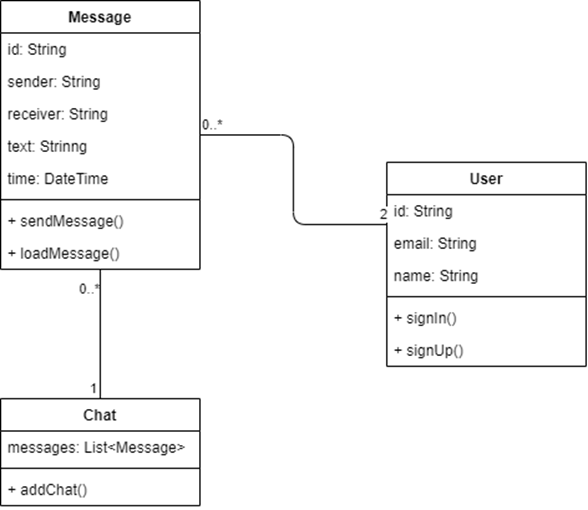 Message
id: String
sender: String
receiver: String
text: Strinng
time: DateTime
+ sendMessage()
+ loadMessage()
0..*
2
User
id: String
email: String
name: String
+ signIn()
+ signUp()
0..*
1
Chat
messages: List<Message>
+ addChat()